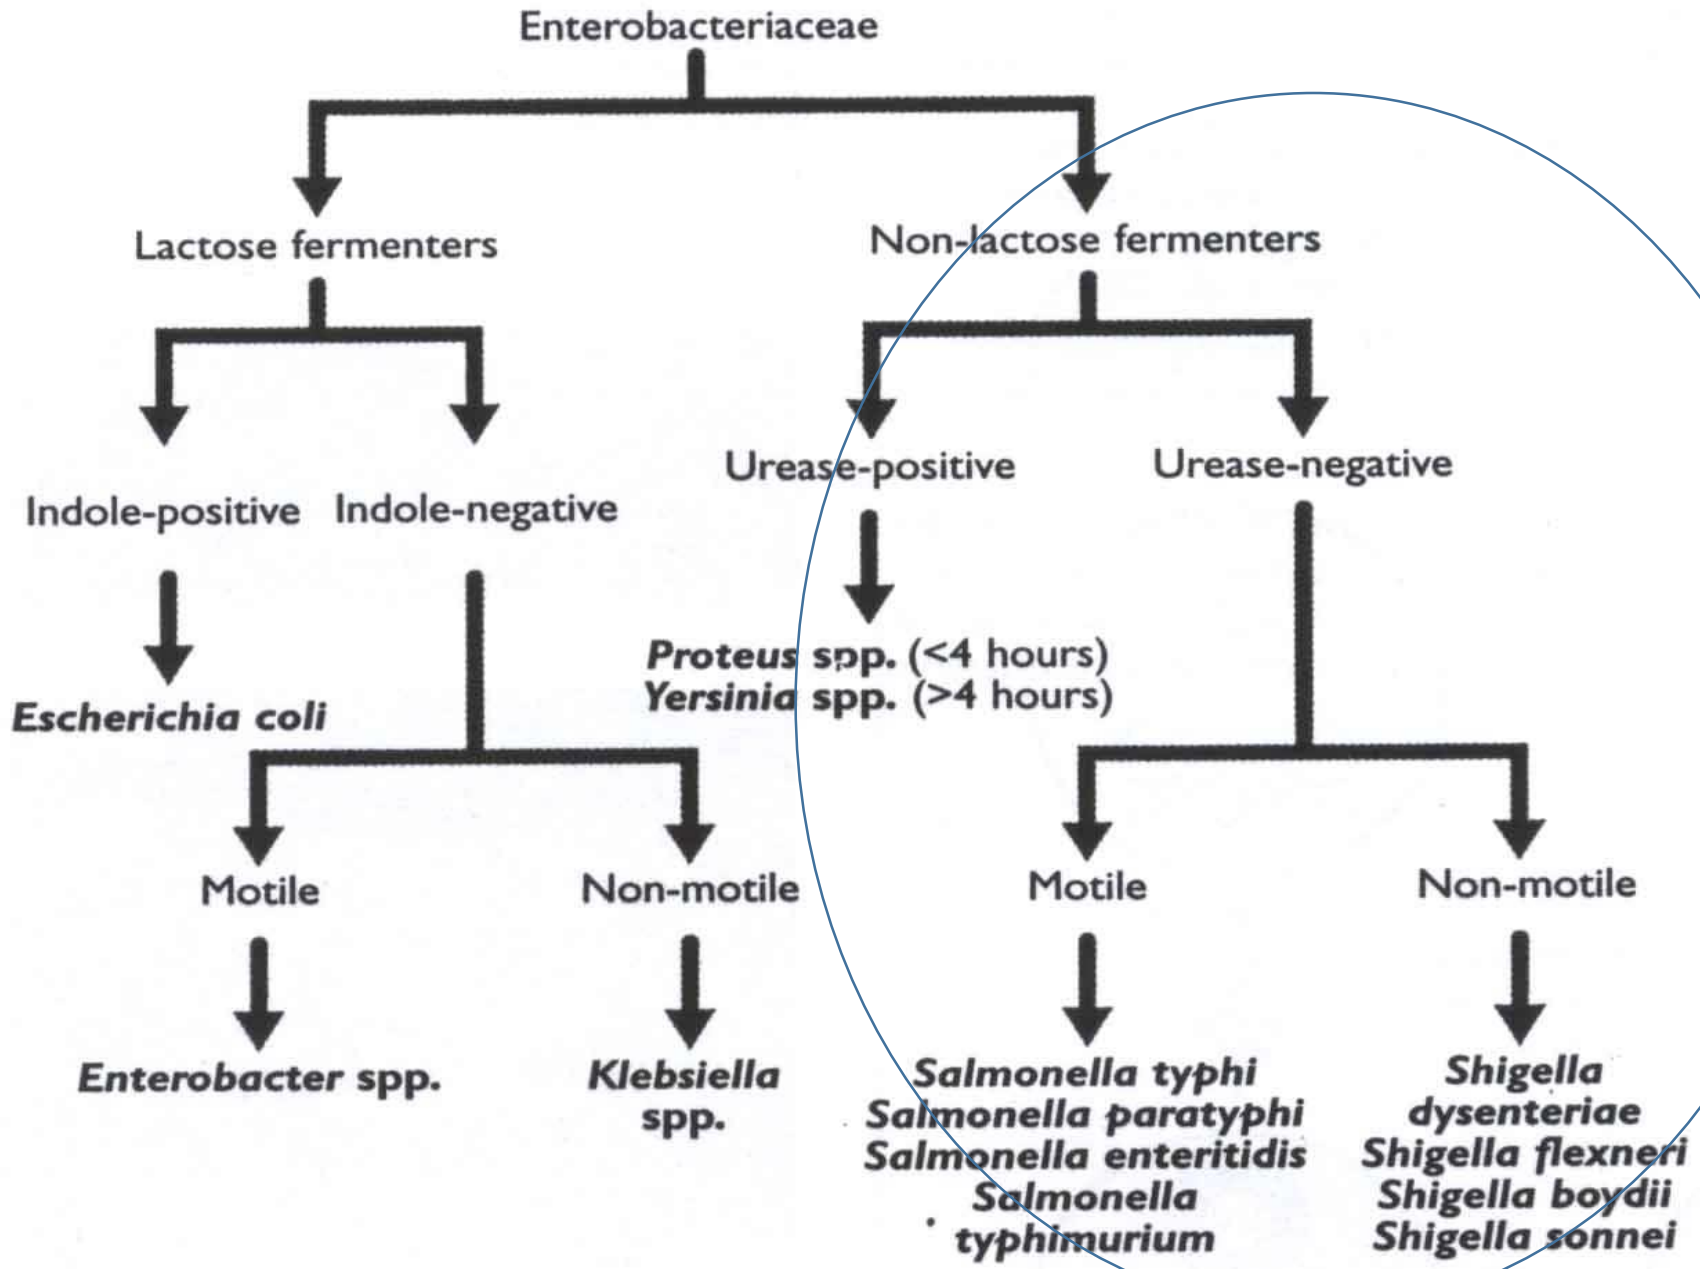 Enterobacteriaceae
Lactose fermenters
Non-lactose fermenters
Indole-positive
Indole-negative
Urease-positive
Urease-negative
Escherichia coli
Proteus spp. (<4 hours)
Yersinia spp. (>4 hours)
Motile
Non-motile
Motile
Non-motile
Enterobacter spp.
Klebsiella
spp.
Salmonella typhi
Salmonella paratyphi
Salmonella enteritidis
Salmonella
typhimurium
Shigella
dysenteriae
Shigella flexneri
Shigella boydii
Shigella sonnei